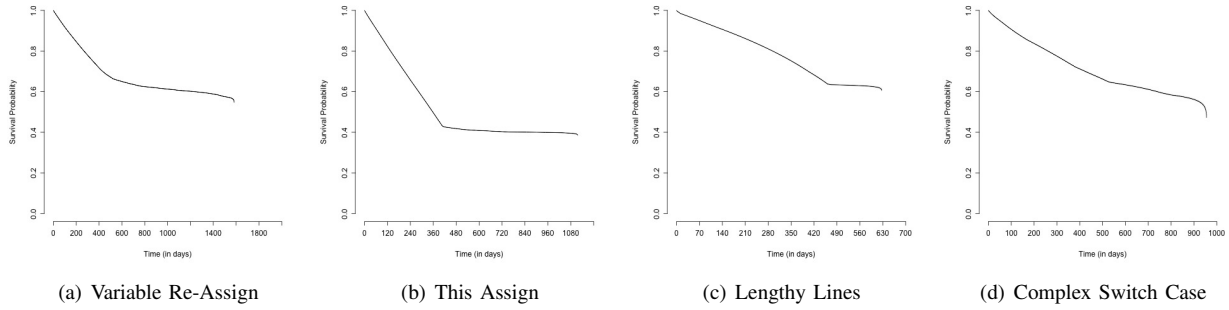 1.0
0.8
0.6
0.4
0.2
0.0
Survival Probability
0 200 400 600 800 1000 1400 1800
Time (in days)
(a) Variable Re-Assign
1.0
0.8
0.6
0.4
0.2
0.0
Survival Probability
0 120 240 360 480 600 720 840 960 1080
Time (in days)
(b) This Assign
1.0
0.8
0.6
0.4
0.2
0.0
Survival Probability
0 70 140 210 280 350 420 490 560 630 700
Time (in days)
(c) Lengthy Lines
1.0
0.8
0.6
0.4
0.2
0.0
Survival Probability
0 100 200 300 400 500 600 700 800 900 1000
Time (in days)
(d) Complex Switch Case